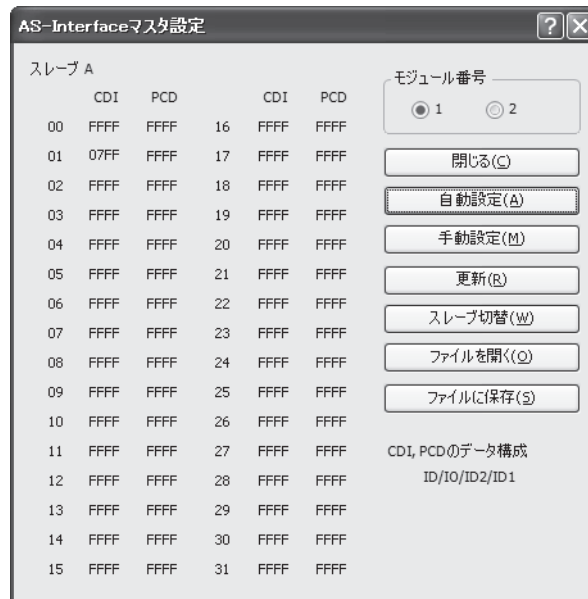 AS-Interfaceマスタ設定
スレーブ A
CDI PCD CDI PCD
00 FFFF FFFF 16 FFFF FFFF
01 07FF FFFF 17 FFFF FFFF
02 FFFF FFFF 18 FFFF FFFF
03 FFFF FFFF 19 FFFF FFFF
04 FFFF FFFF 20 FFFF FFFF
05 FFFF FFFF 21 FFFF FFFF
06 FFFF FFFF 22 FFFF FFFF
07 FFFF FFFF 23 FFFF FFFF
08 FFFF FFFF 24 FFFF FFFF
09 FFFF FFFF 25 FFFF FFFF
10 FFFF FFFF 26 FFFF FFFF
11 FFFF FFFF 27 FFFF FFFF
12 FFFF FFFF 28 FFFF FFFF
13 FFFF FFFF 29 FFFF FFFF
14 FFFF FFFF 30 FFFF FFFF
15 FFFF FFFF 31 FFFF FFFF
モジュール番号
1 2
閉じる(C)
自動設定(A)
手動設定(M)
更新(R)
スレーブ切替(W)
ファイルを開く(O)
ファイルに保存(S)
CDI, PCDのデータ構成
ID/IO/ID2/ID1